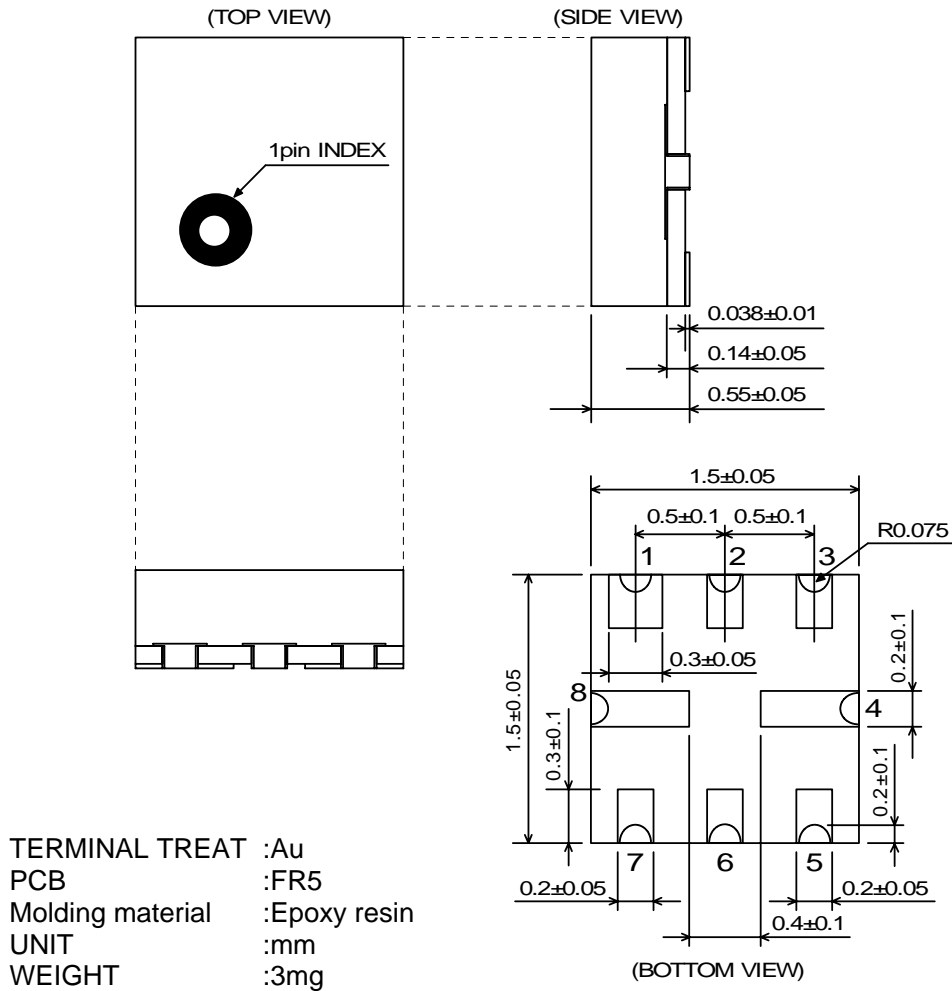 (TOP VIEW)
(SIDE VIEW)
1pin INDEX
0.038±0.01
0.14±0.05
0.55±0.05
1.5±0.05
0.5±0.1 0.5±0.1
R0.075
1 2 3
0.3±0.05
0.2±0.1
1.5±0.05
8
4
0.3±0.1
0.2±0.1
7 6 5
0.2±0.05
0.2±0.05
0.4±0.1
(BOTTOM VIEW)
TERMINAL TREAT :Au
PCB :FR5
Molding material :Epoxy resin
UNIT :mm
WEIGHT :3mg